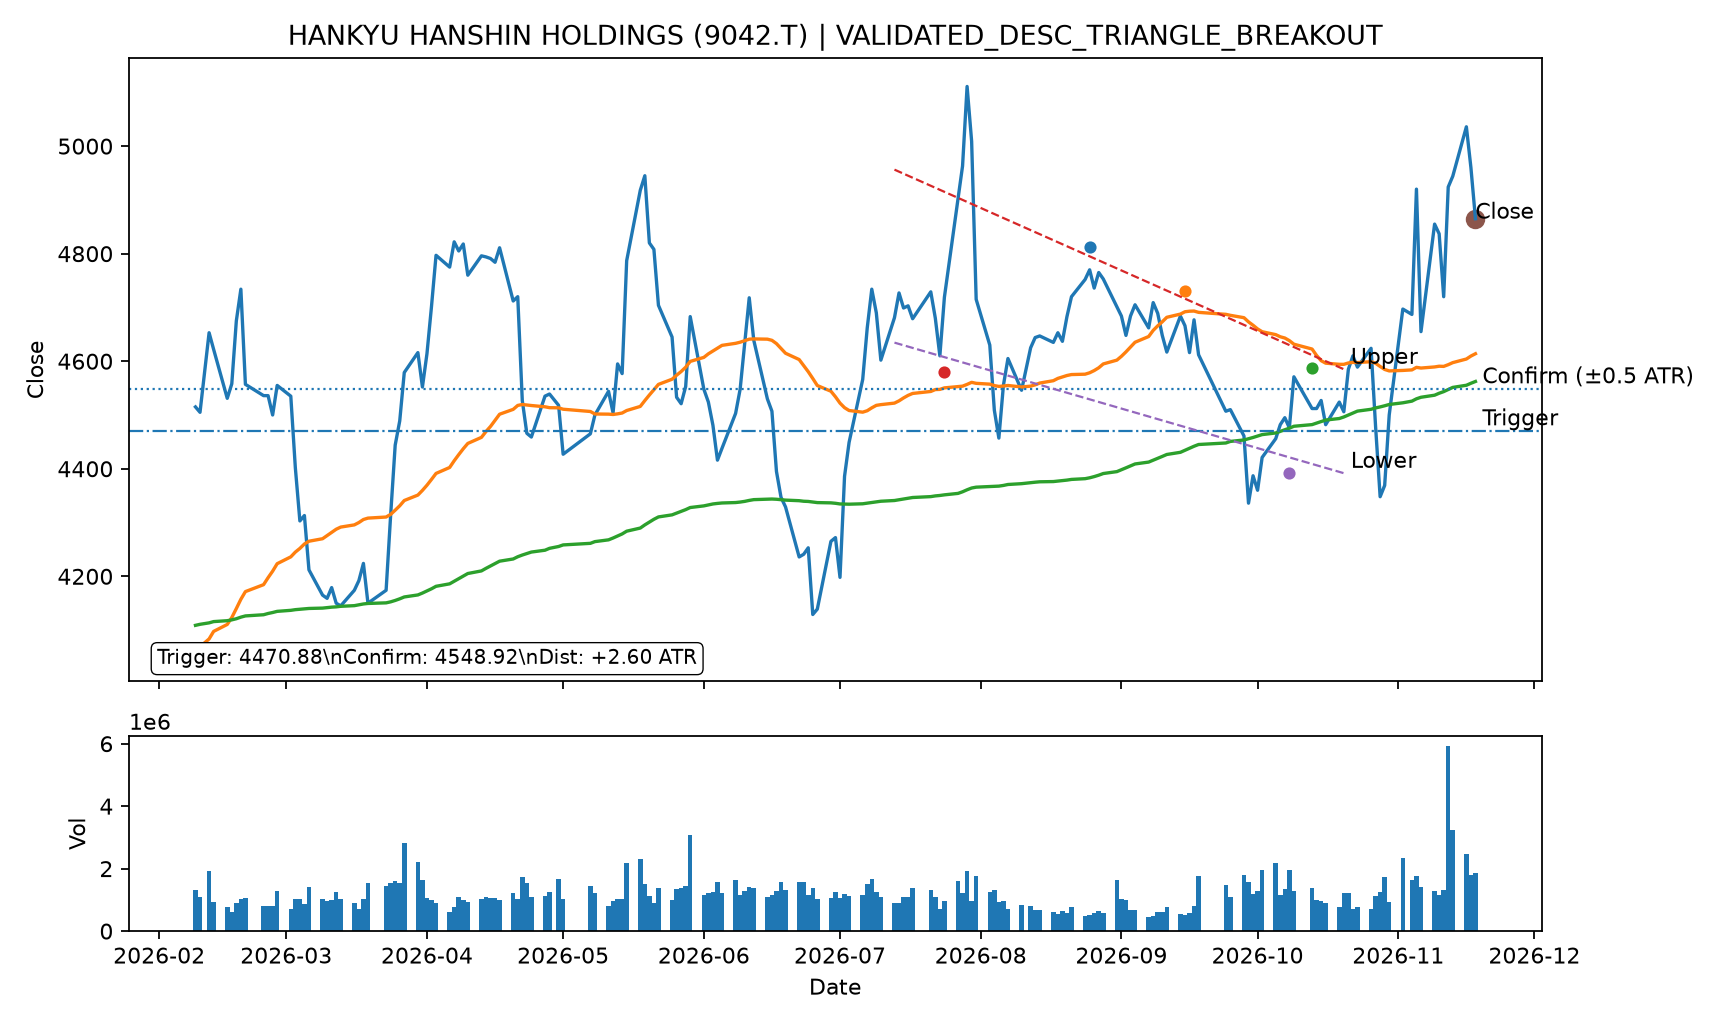 HANKYU HANSHIN HOLDINGS (9042.T) | VALIDATED_DESC_TRIANGLE_BREAKOUT
Close
5000
4800
4600
4400
4200
Close
Upper
Confirm (±0.5 ATR)
Trigger
Lower
Trigger: 4470.88\nConfirm: 4548.92\nDist: +2.60 ATR
1e6
Vol
6
4
2
0
2026-02 2026-03 2026-04 2026-05 2026-06 2026-07 2026-08 2026-09 2026-10 2026-11 2026-12
Date